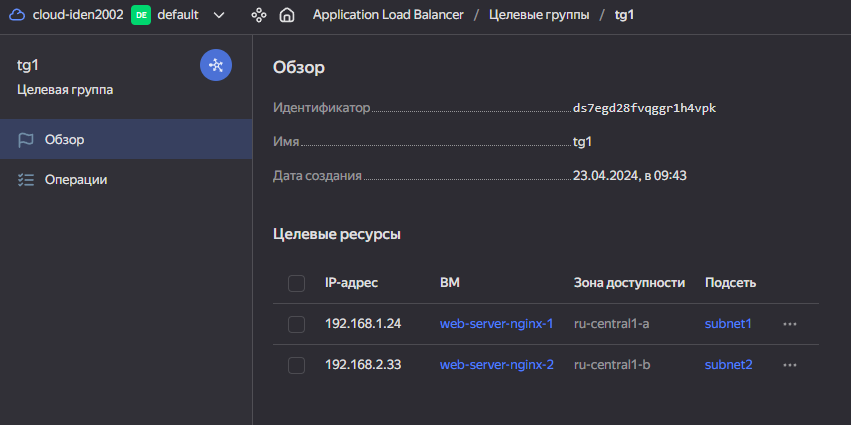 cloud-iden2002 DE default Application Load Balancer / Целевые группы / tg1
tg1
Целевая группа
Обзор
Операции
Обзор
Идентификатор ds7egd28fvqggr1h4vpk
Имя tg1
Дата создания 23.04.2024, в 09:43
Целевые ресурсы
IP-адрес ВМ Зона доступности Подсеть
192.168.1.24 web-server-nginx-1 ru-central1-a subnet1
192.168.2.33 web-server-nginx-2 ru-central1-b subnet2